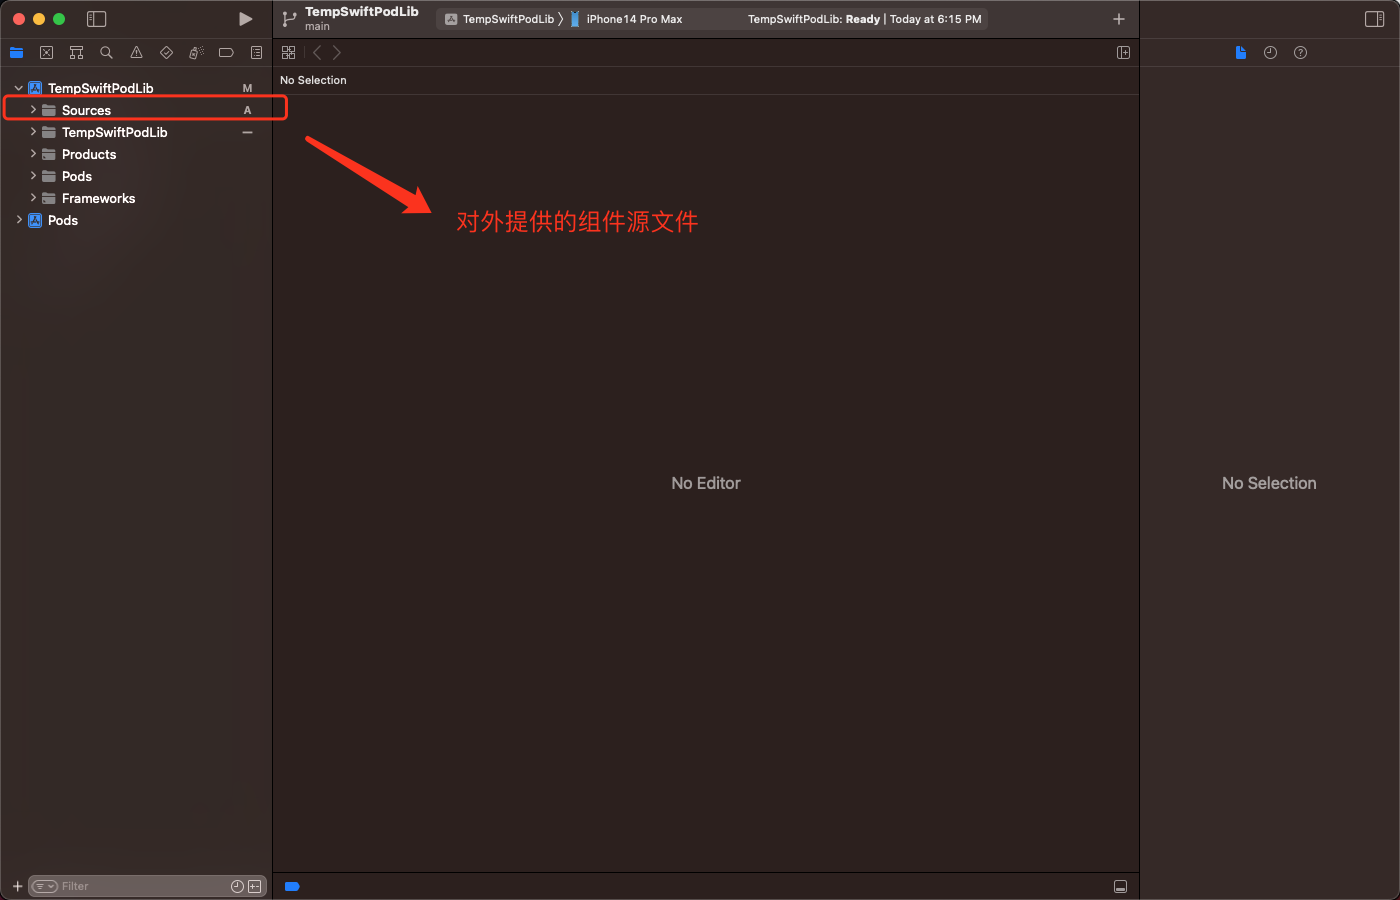 TempSwiftPodLib
main
TempSwiftPodLib 〉 iPhone14 Pro Max
TempSwiftPodLib: Ready | Today at 6:15 PM
No Selection
TempSwiftPodLib M
Sources A
TempSwiftPodLib
Products
Pods
Frameworks
Pods
对外提供的组件源文件
No Editor
No Selection
Filter